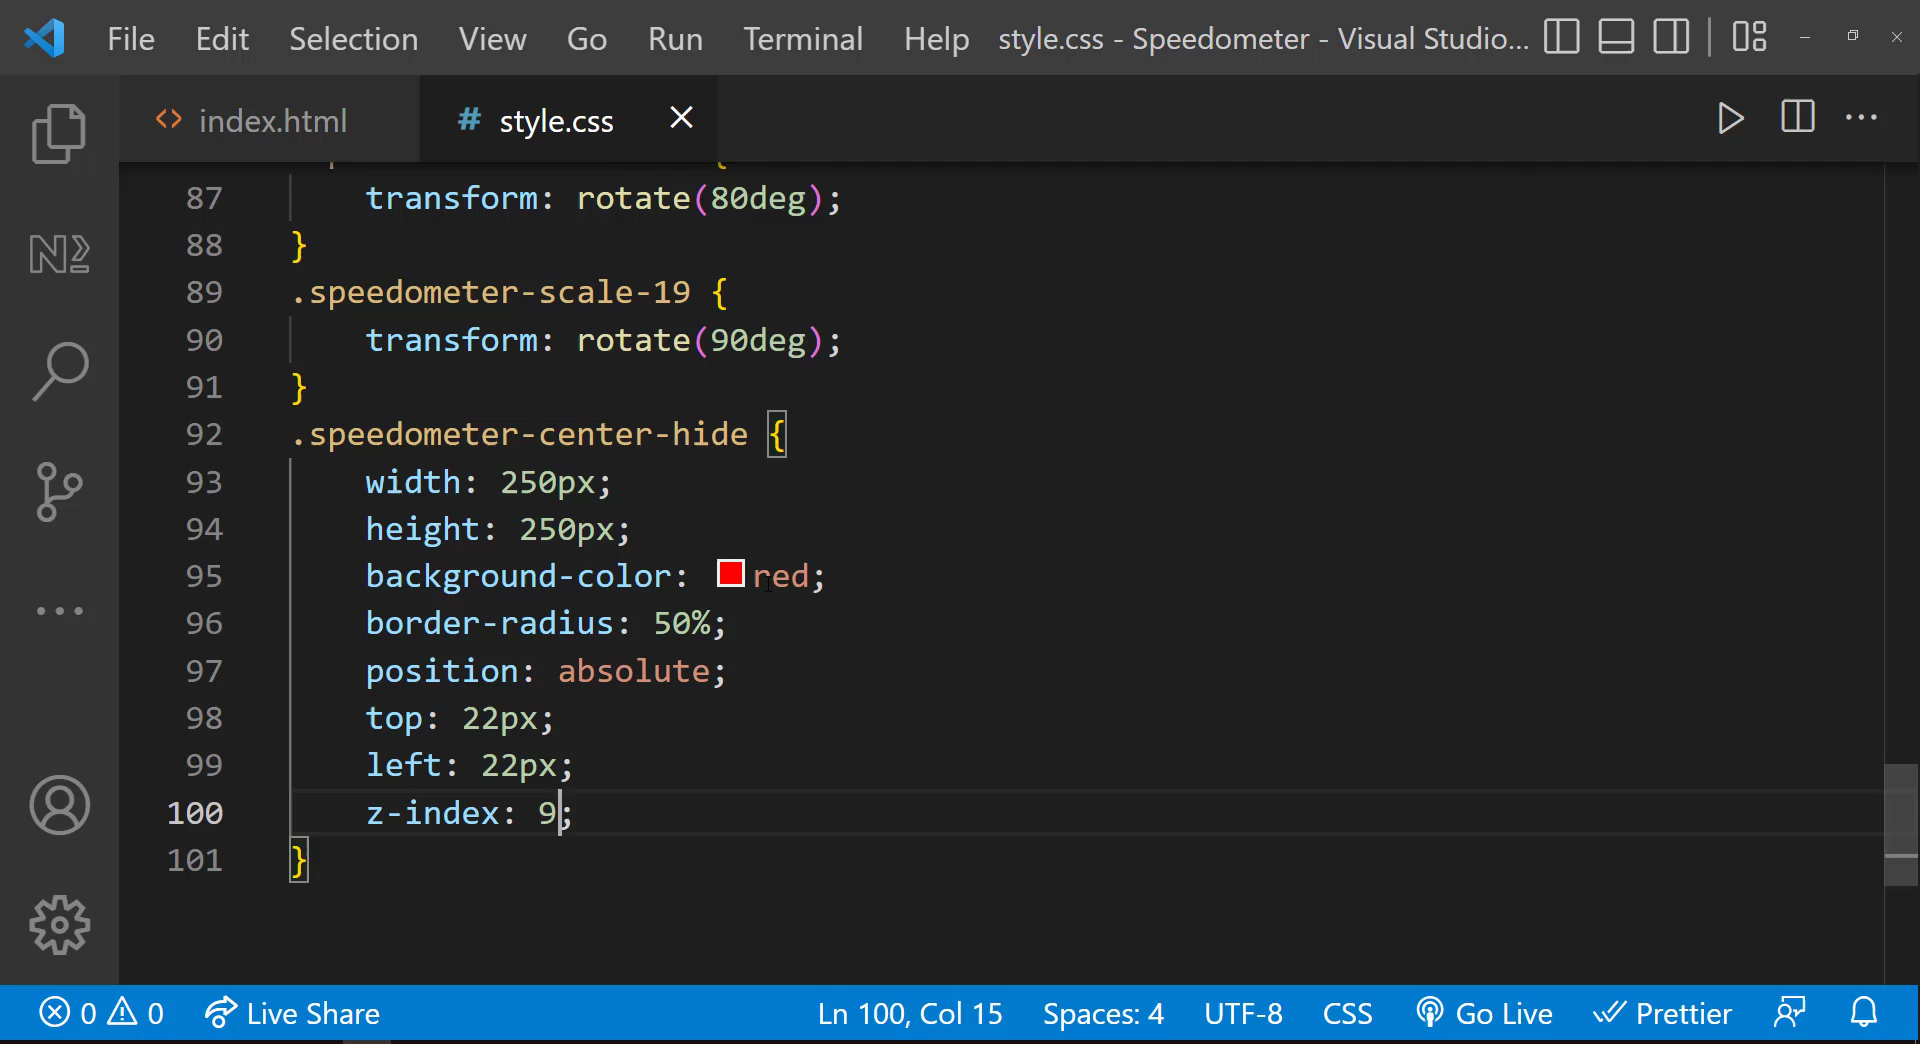 File Edit Selection View Go Run Terminal Help style.css - Speedometer - Visual Studio...
index.html # style.css
87 transform: rotate(80deg);
88 }
89 .speedometer-scale-19 {
90 transform: rotate(90deg);
91 }
92 .speedometer-center-hide {
93 width: 250px;
94 height: 250px;
95 background-color: red;
96 border-radius: 50%;
97 position: absolute;
98 top: 22px;
99 left: 22px;
100 z-index: 9;
101 }
0 0 Live Share Ln 100, Col 15 Spaces: 4 UTF-8 CSS Go Live Prettier